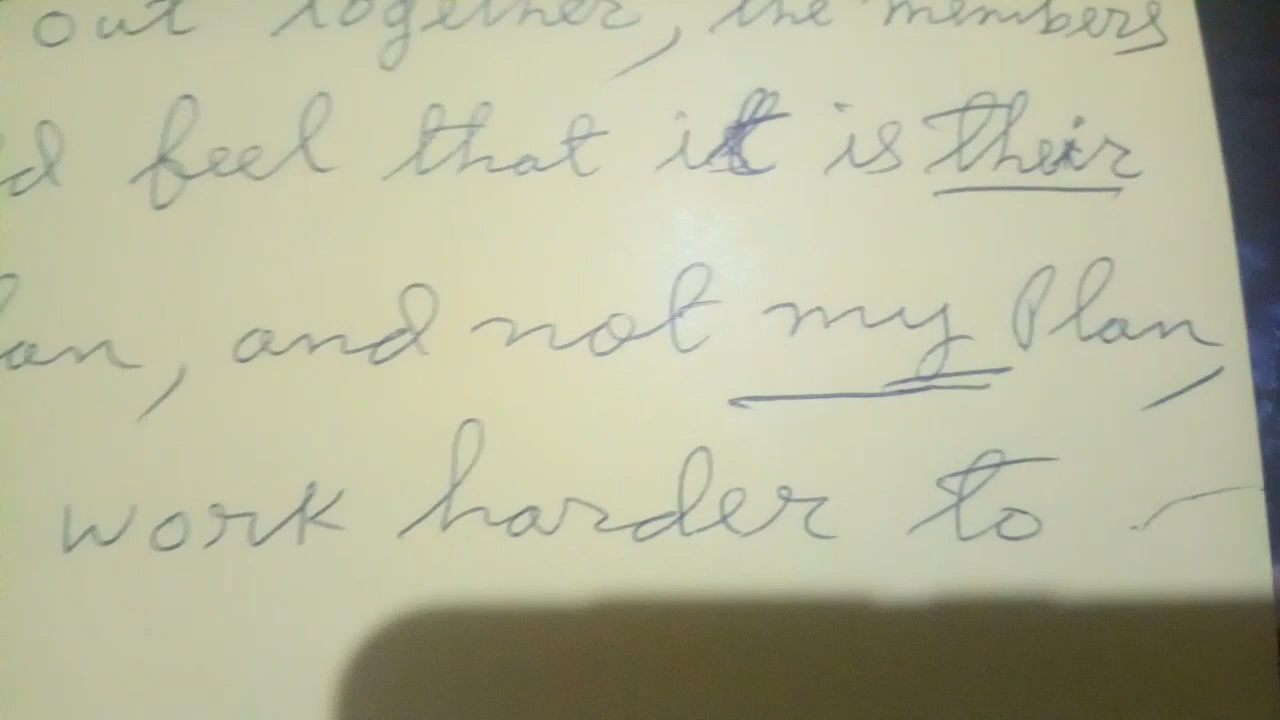 out together, the members
feel that it is their
and not my Plan,
work harder to